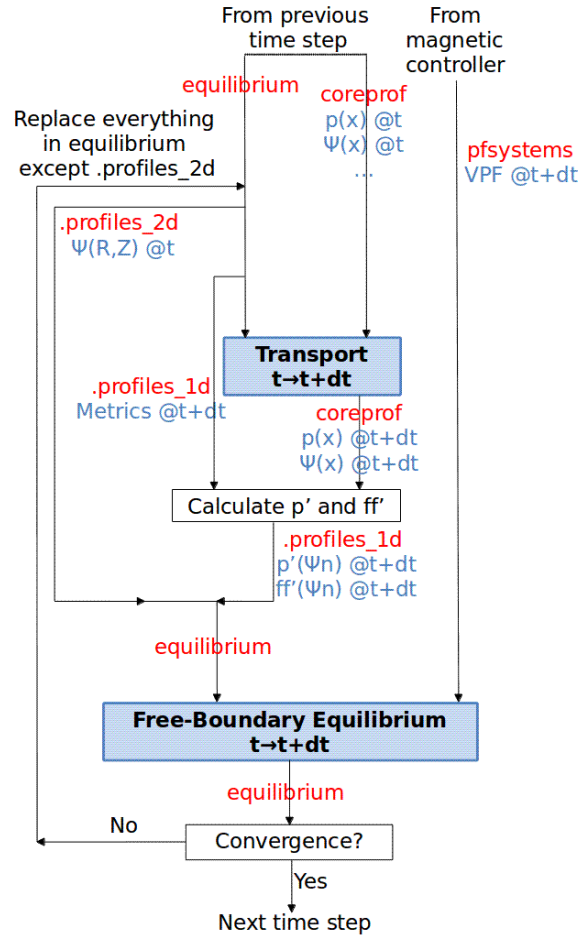 From previous
time step
From
magnetic
controller
equilibrium
coreprof
p(x) @t
Ψ(x) @t
...
Replace everything
in equilibrium
except .profiles_2d
pfsystems
VPF @t+dt
.profiles_2d
Ψ(R,Z) @t
Transport
t→t+dt
.profiles_1d
Metrics @t+dt
coreprof
p(x) @t+dt
Ψ(x) @t+dt
Calculate p’ and ff’
.profiles_1d
p’(Ψn) @t+dt
ff’(Ψn) @t+dt
equilibrium
Free-Boundary Equilibrium
t→t+dt
equilibrium
No
Convergence?
Yes
Next time step